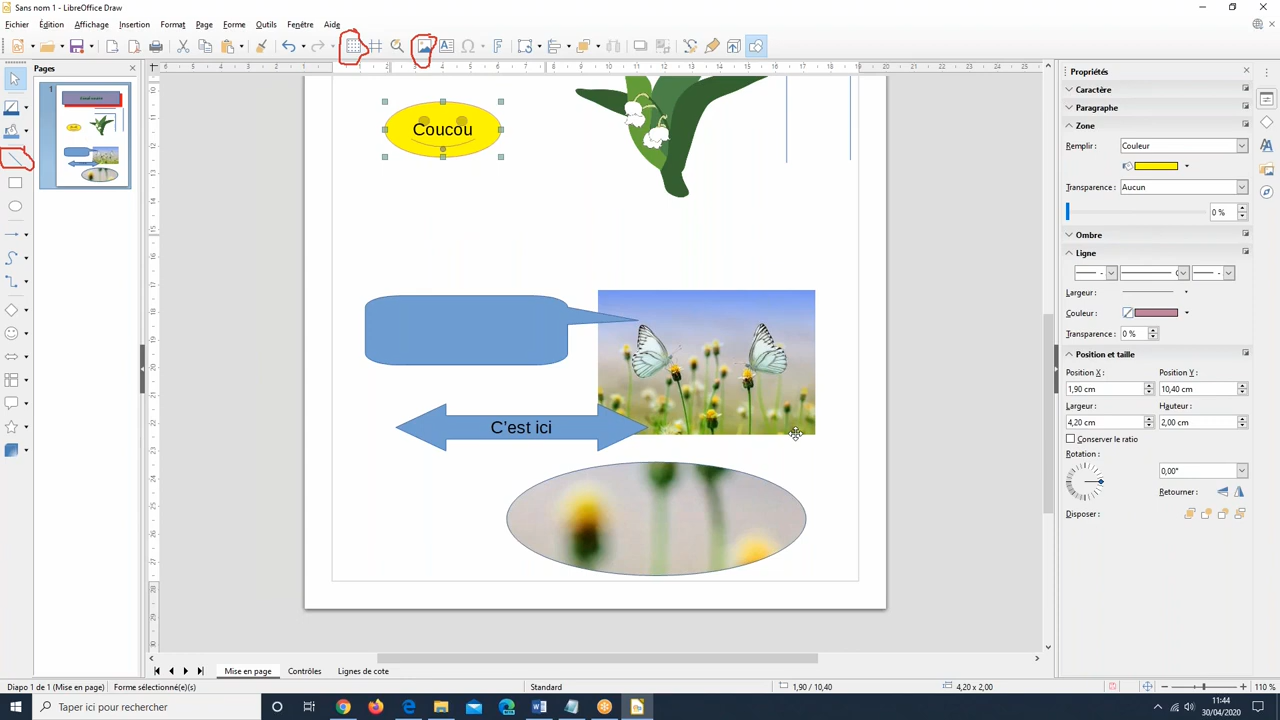 Sans nom 1 - LibreOffice Draw
Fichier Édition Affichage Insertion Format Page Forme Outils Fenêtre Aide
Pages
1
Coucou
C'est ici
Propriétés
Caractère
Paragraphe
Zone
Remplir : Couleur
Transparence : Aucun
0 %
Ombre
Ligne
Largeur :
Couleur :
Transparence : 0 %
Position et taille
Position X : Position Y :
1,90 cm 10,40 cm
Largeur : Hauteur :
4,20 cm 2,00 cm
Conserver le ratio
Rotation :
0,00°
Retourner :
Disposer :
Mise en page Contrôles Lignes de cote
Diapo 1 de 1 (Mise en page) Forme sélectionné(e)(s) Standard 1,90 / 10,40 4,20 x 2,00 110 %
Taper ici pour rechercher
11:44
30/04/2020